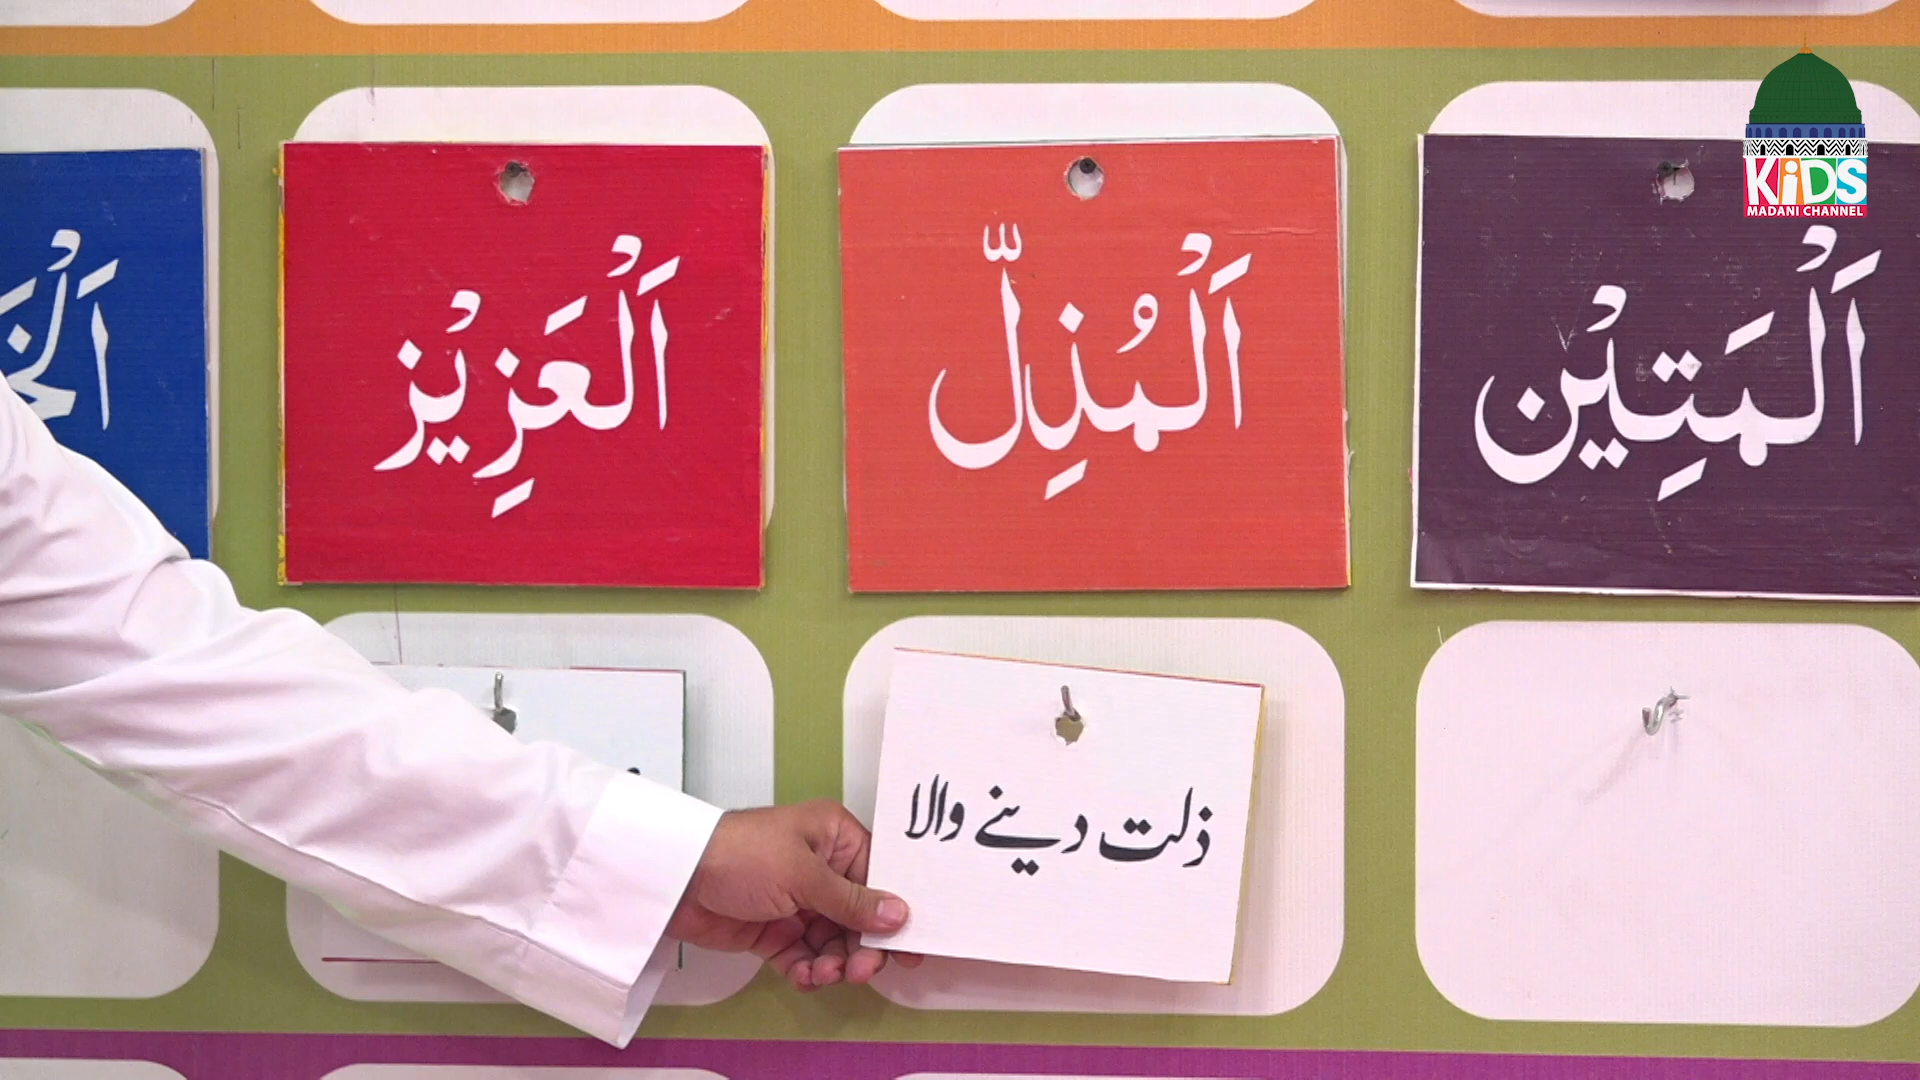 اَلْمَتِيْن
اَلْمُذِلّ
اَلْعَزِيْز
ذلت دینے والا
KiDS
MADANI CHANNEL